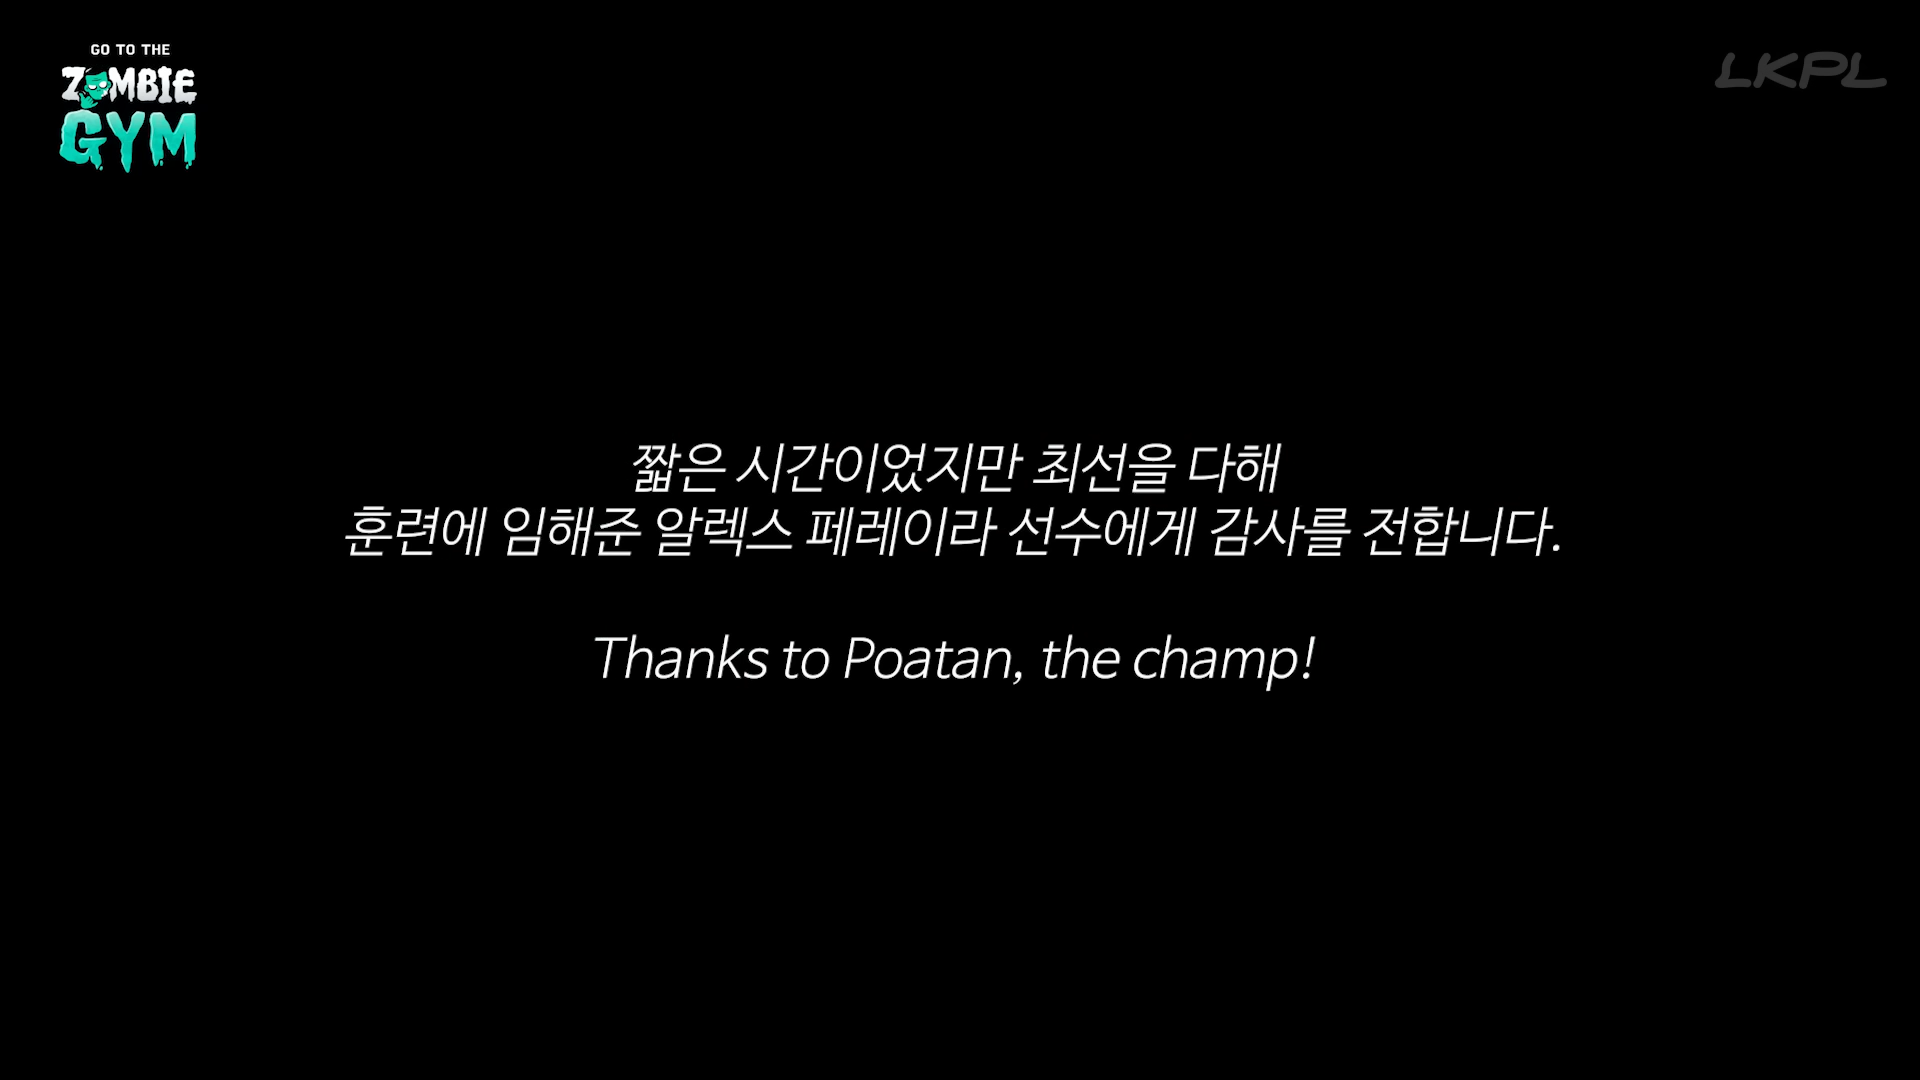 GO TO THE
ZOMBIE
GYM
LKPL
짧은 시간이었지만 최선을 다해
훈련에 임해준 알렉스 페레이라 선수에게 감사를 전합니다.
Thanks to Poatan, the champ!